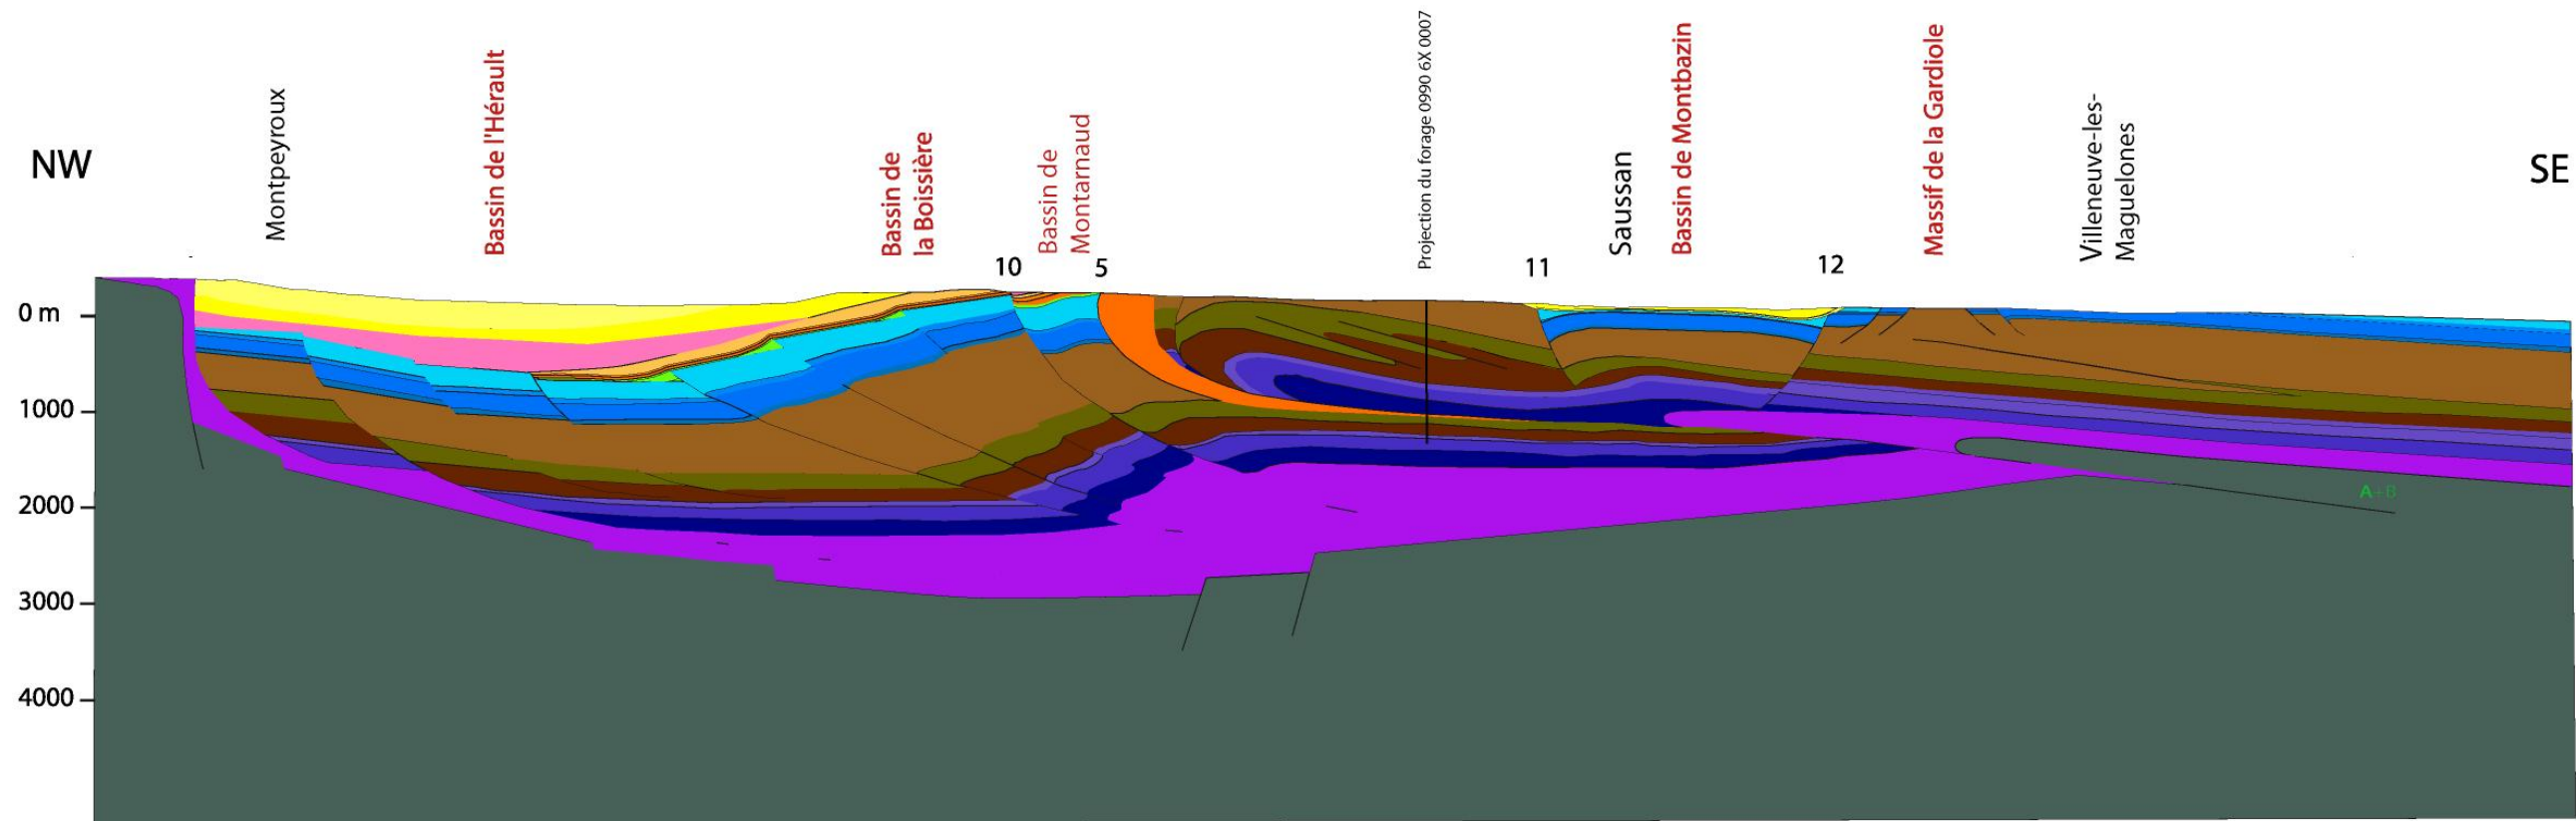 NW
Montpeyroux
Bassin de l'Hérault
Bassin de
la Boissière
Bassin de
Montarnaud
Projection du forage 0990 6X 0007
Saussan
Bassin de Montbazin
Massif de la Gardiole
Villeneuve-les-
Maguelones
SE
10
5
11
12
0 m
1000
2000
3000
4000
A+B